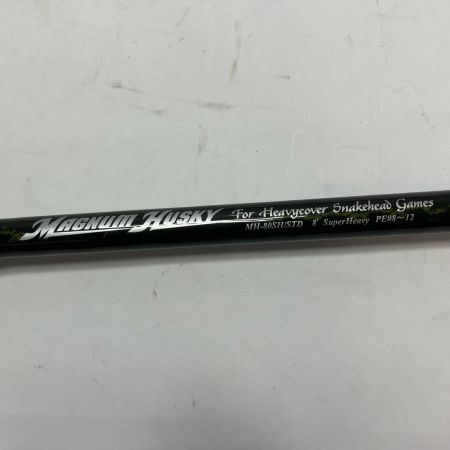 MAGNUM HUSKY For Heavycover Snakehead Games
MH-80SH/STD 8' SuperHeavy PE#8～12